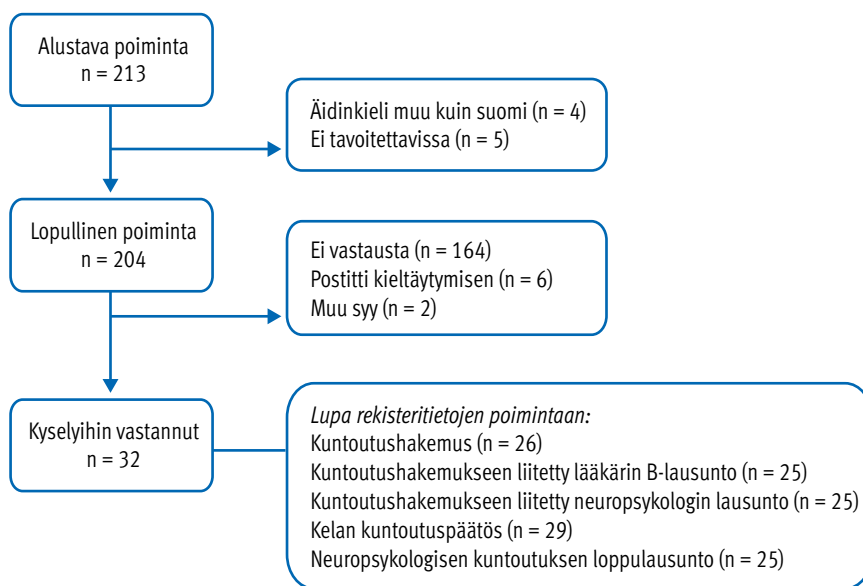 Alustava poiminta
n = 213
Äidinkieli muu kuin suomi (n = 4)
Ei tavoitettavissa (n = 5)
Lopullinen poiminta
n = 204
Ei vastausta (n = 164)
Postitti kieltäytymisen (n = 6)
Muu syy (n = 2)
Kyselyihin vastannut
n = 32
Lupa rekisteritietojen poimintaan:
Kuntoutushakemus (n = 26)
Kuntoutushakemukseen liitetty lääkärin B-lausunto (n = 25)
Kuntoutushakemukseen liitetty neuropsykologin lausunto (n = 25)
Kelan kuntoutuspäätös (n = 29)
Neuropsykologisen kuntoutuksen loppulausunto (n = 25)